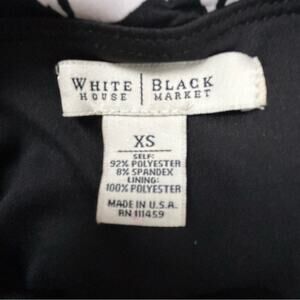 WHITE | BLACK
HOUSE | MARKET
XS
SELF:
92% POLYESTER
8% SPANDEX
LINING:
100% POLYESTER
MADE IN U.S.A.
RN 111459